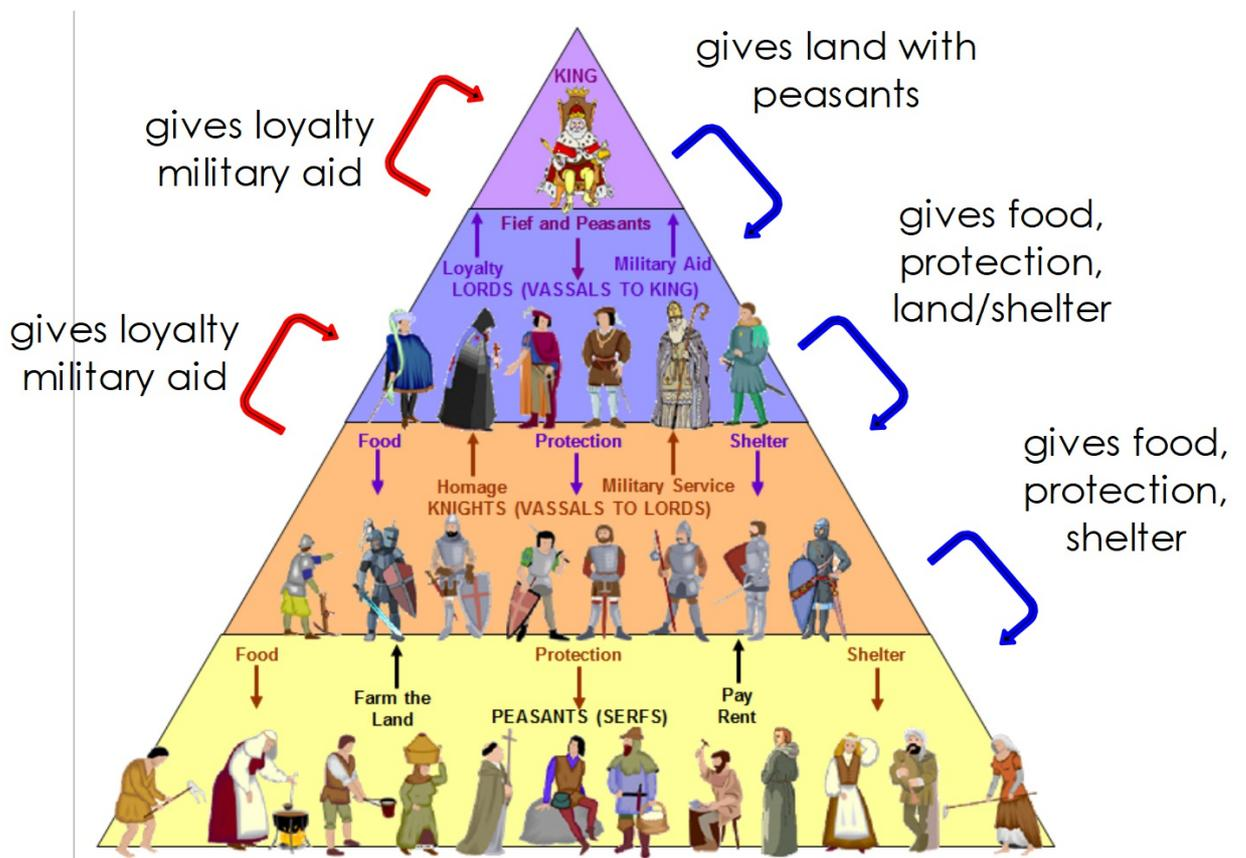 gives land with
peasants
KING
gives loyalty
military aid
gives food,
protection,
land/shelter
Fief and Peasants
Loyalty
Military Aid
LORDS (VASSALS TO KING)
gives loyalty
military aid
gives food,
protection,
shelter
Food
Protection
Shelter
Homage
Military Service
KNIGHTS (VASSALS TO LORDS)
Food
Protection
Shelter
Farm the
Land
Pay
Rent
PEASANTS (SERFS)